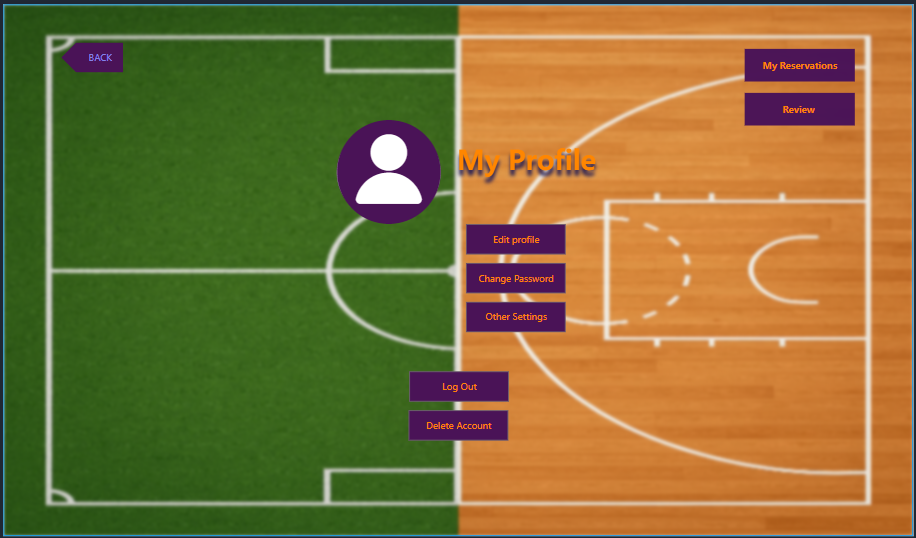 BACK
My Reservations
Review
My Profile
Edit profile
Change Password
Other Settings
Log Out
Delete Account